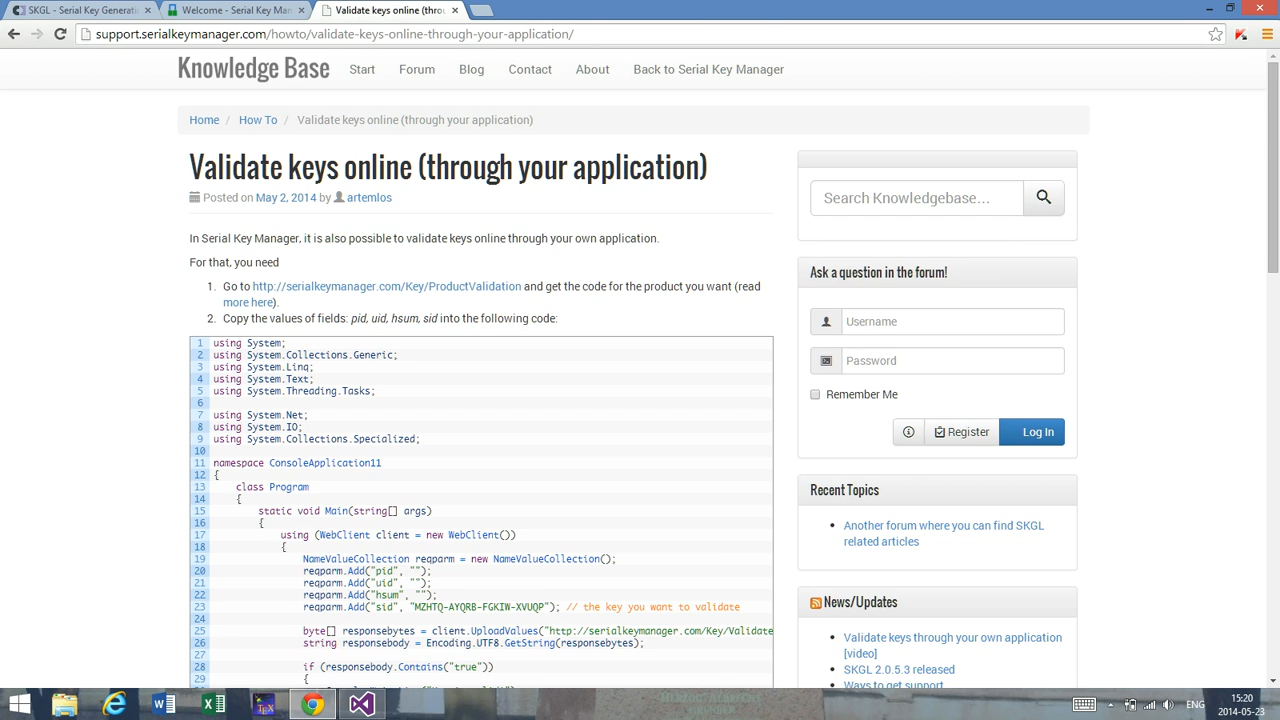 SKGL - Serial Key Generati
Welcome - Serial Key Man
Validate keys online (throu
support.serialkeymanager.com/howto/validate-keys-online-through-your-application/
Knowledge Base Start Forum Blog Contact About Back to Serial Key Manager
Home / How To / Validate keys online (through your application)
Validate keys online (through your application)
Posted on May 2, 2014 by artemlos
In Serial Key Manager, it is also possible to validate keys online through your own application.
For that, you need
1. Go to http://serialkeymanager.com/Key/ProductValidation and get the code for the product you want (read
more here).
2. Copy the values of fields: pid, uid, hsum, sid into the following code:
1 using System;
2 using System.Collections.Generic;
3 using System.Linq;
4 using System.Text;
5 using System.Threading.Tasks;
6
7 using System.Net;
8 using System.IO;
9 using System.Collections.Specialized;
10
11 namespace ConsoleApplication11
12 {
13 class Program
14 {
15 static void Main(string[] args)
16 {
17 using (WebClient client = new WebClient())
18 {
19 NameValueCollection reqparm = new NameValueCollection();
20 reqparm.Add("pid", "");
21 reqparm.Add("uid", "");
22 reqparm.Add("hsum", "");
23 reqparm.Add("sid", "MZHTQ-AYQRB-FGKIW-XVUQP"); // the key you want to validate
24
25 byte[] responsebytes = client.UploadValues("http://serialkeymanager.com/Key/Validate
26 string responsebody = Encoding.UTF8.GetString(responsebytes);
27
28 if (responsebody.Contains("true"))
{
Search Knowledgebase...
Ask a question in the forum!
Username
Password
Remember Me
Register Log In
Recent Topics
Another forum where you can find SKGL
related articles
News/Updates
Validate keys through your own application
[video]
SKGL 2.0.5.3 released
Ways to get support
ENG
15:20
2014-05-23